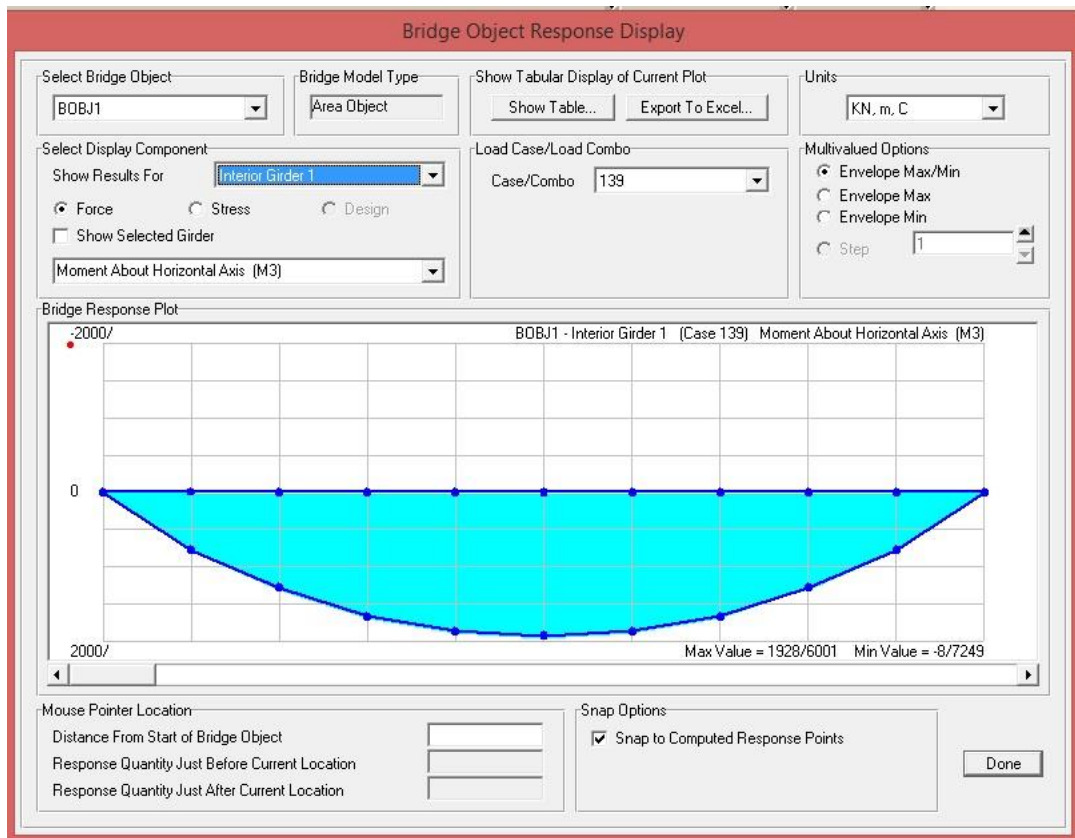 Bridge Object Response Display
Select Bridge Object
BOBJ1
Bridge Model Type
Area Object
Show Tabular Display of Current Plot
Show Table...
Export To Excel...
Units
KN, m, C
Select Display Component
Show Results For
Interior Girder 1
Force
Stress
Design
Show Selected Girder
Moment About Horizontal Axis (M3)
Load Case/Load Combo
Case/Combo
139
Multivalued Options
Envelope Max/Min
Envelope Max
Envelope Min
Step
1
Bridge Response Plot
-2000/
BOBJ1 - Interior Girder 1 (Case 139) Moment About Horizontal Axis (M3)
0
2000/
Max Value = 1928/6001 Min Value = -8/7249
Mouse Pointer Location
Distance From Start of Bridge Object
Response Quantity Just Before Current Location
Response Quantity Just After Current Location
Snap Options
Snap to Computed Response Points
Done